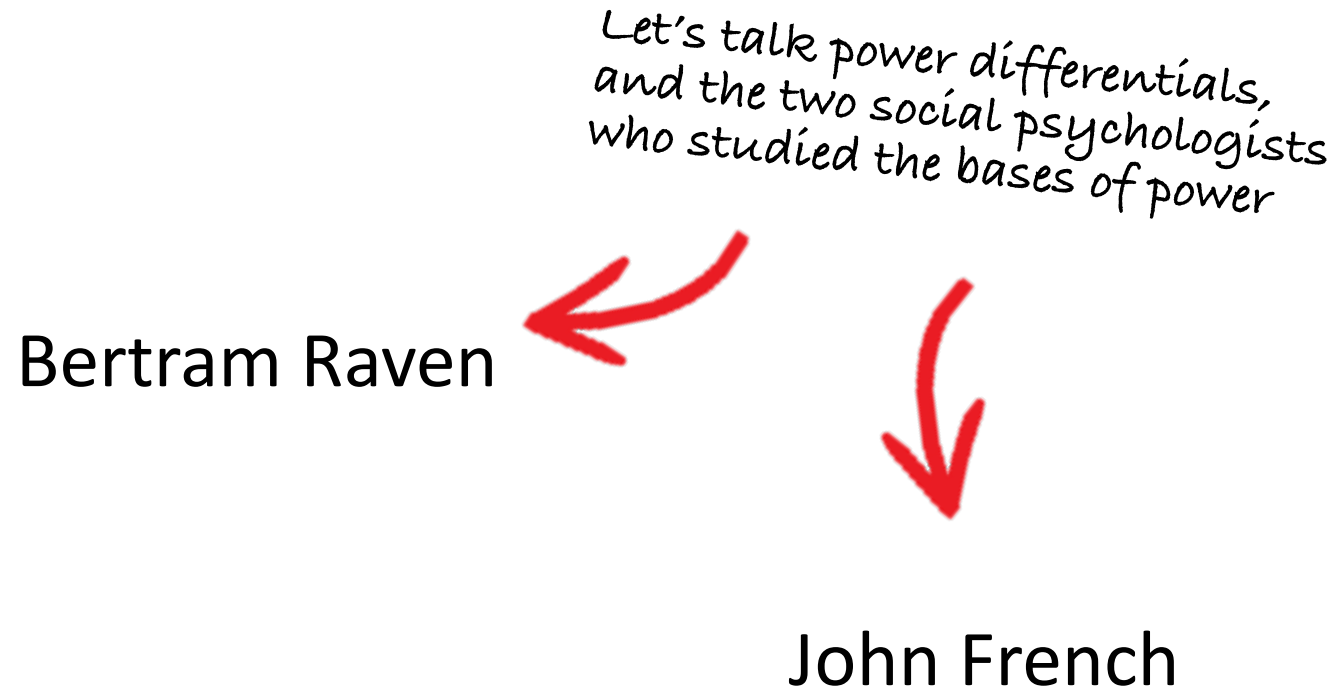 Let's talk power differentials,
and the two social psychologists
who studied the bases of power
Bertram Raven
John French